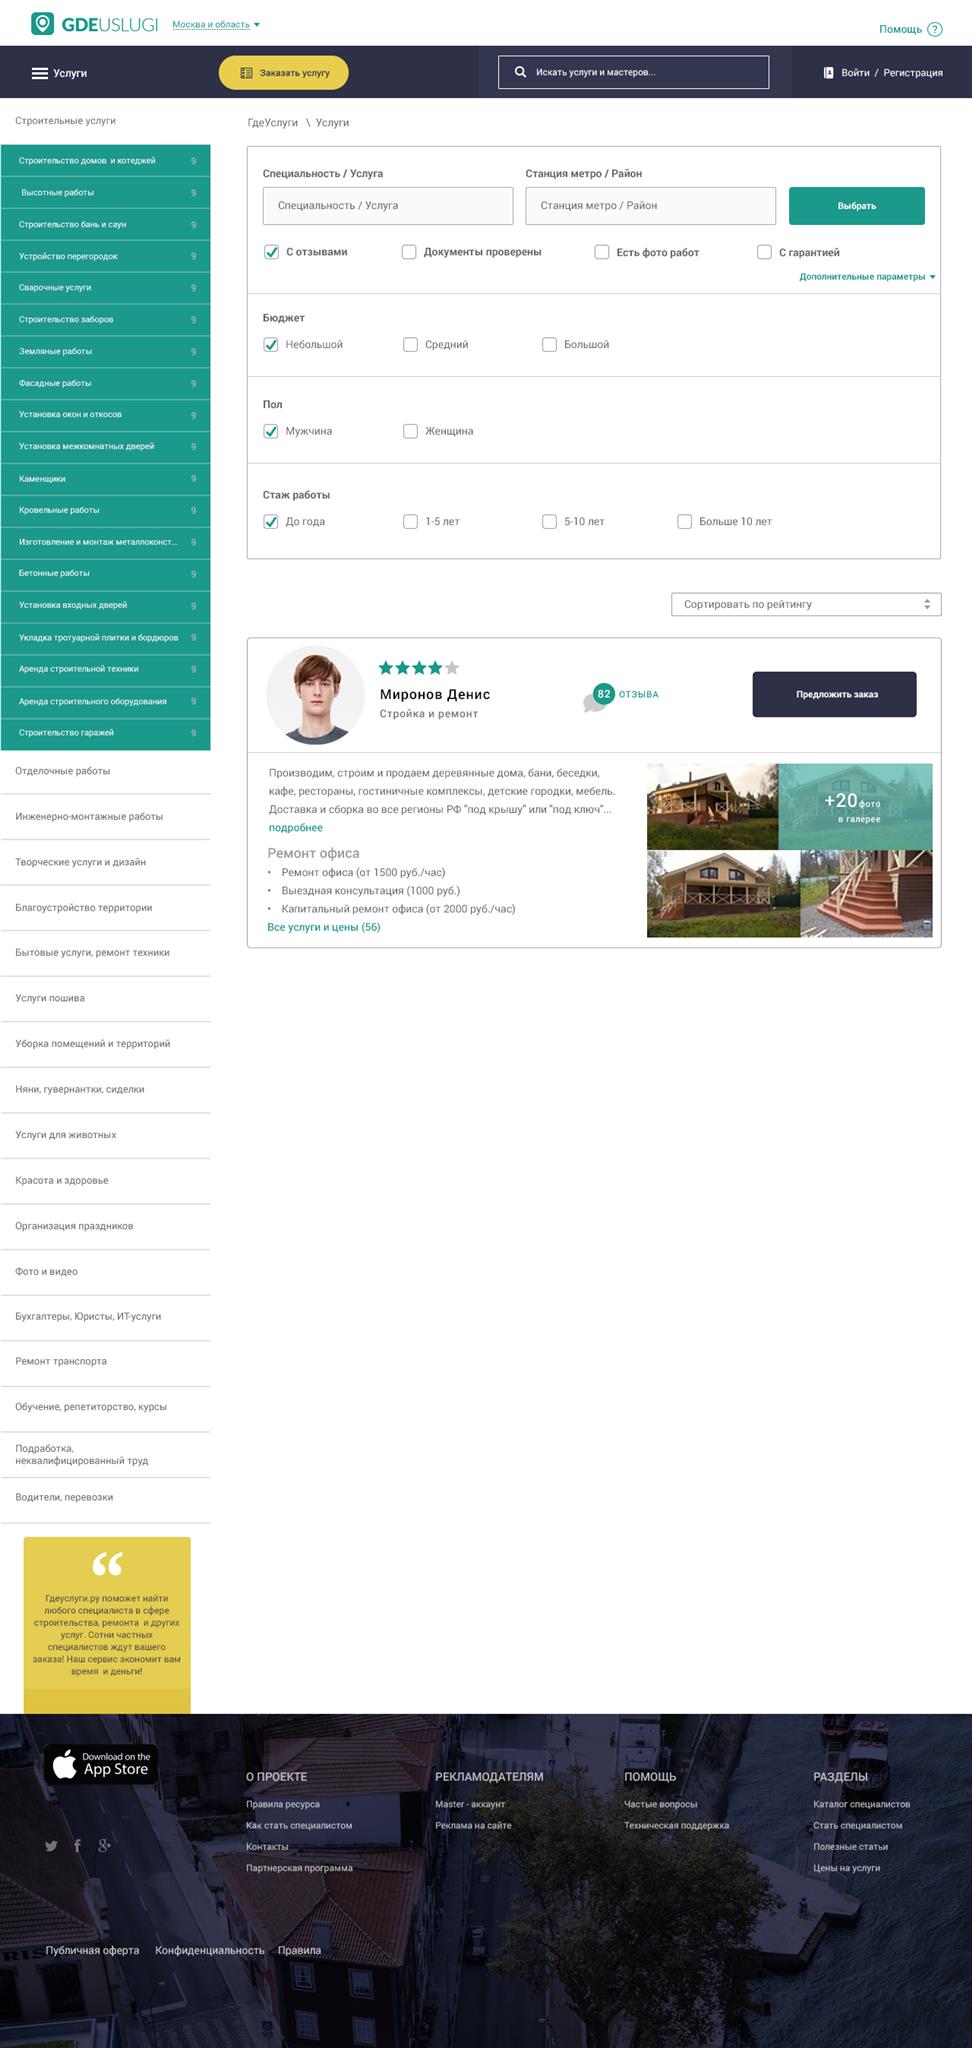 GDEUSLUGI
Москва и область
Помощь ?
Услуги
Заказать услугу
Искать услуги и мастеров...
Войти / Регистрация
Строительные услуги
Строительство домов и котеджей 9
Высотные работы 9
Строительство бань и саун 9
Устройство перегородок 9
Сварочные услуги 9
Строительство заборов 9
Земляные работы 9
Фасадные работы 9
Установка окон и откосов 9
Установка межкомнатных дверей 9
Каменщики 9
Кровельные работы 9
Изготовление и монтаж металлоконст... 9
Бетонные работы 9
Установка входных дверей 9
Укладка тротуарной плитки и бордюров 9
Аренда строительной техники 9
Аренда строительного оборудования 9
Строительство гаражей 9
Отделочные работы
Инженерно-монтажные работы
Творческие услуги и дизайн
Благоустройство территории
Бытовые услуги, ремонт техники
Услуги пошива
Уборка помещений и территорий
Няни, гувернантки, сиделки
Услуги для животных
Красота и здоровье
Организация праздников
Фото и видео
Бухгалтеры, Юристы, ИТ-услуги
Ремонт транспорта
Обучение, репетиторство, курсы
Подработка,
неквалифицированный труд
Водители, перевозки
Гдеуслуги.ру поможет найти
любого специалиста в сфере
строительства, ремонта и других
услуг. Сотни частных
специалистов ждут вашего
заказа! Наш сервис экономит вам
время и деньги!
ГдеУслуги \ Услуги
Специальность / Услуга
Станция метро / Район
Специальность / Услуга
Станция метро / Район
Выбрать
С отзывами
Документы проверены
Есть фото работ
С гарантией
Дополнительные параметры
Бюджет
Небольшой
Средний
Большой
Пол
Мужчина
Женщина
Стаж работы
До года
1-5 лет
5-10 лет
Больше 10 лет
Сортировать по рейтингу
Миронов Денис
Стройка и ремонт
82 ОТЗЫВА
Предложить заказ
Производим, строим и продаем деревянные дома, бани, беседки,
кафе, рестораны, гостиничные комплексы, детские городки, мебель.
Доставка и сборка во все регионы РФ "под крышу" или "под ключ"...
подробнее
Ремонт офиса
• Ремонт офиса (от 1500 руб./час)
• Выездная консультация (1000 руб.)
• Капитальный ремонт офиса (от 2000 руб./час)
Все услуги и цены (56)
+20 фото
в галерее
Download on the
App Store
О ПРОЕКТЕ
Правила ресурса
Как стать специалистом
Контакты
Партнерская программа
РЕКЛАМОДАТЕЛЯМ
Master - аккаунт
Реклама на сайте
ПОМОЩЬ
Частые вопросы
Техническая поддержка
РАЗДЕЛЫ
Каталог специалистов
Стать специалистом
Полезные статьи
Цены на услуги
Публичная оферта
Конфиденциальность
Правила